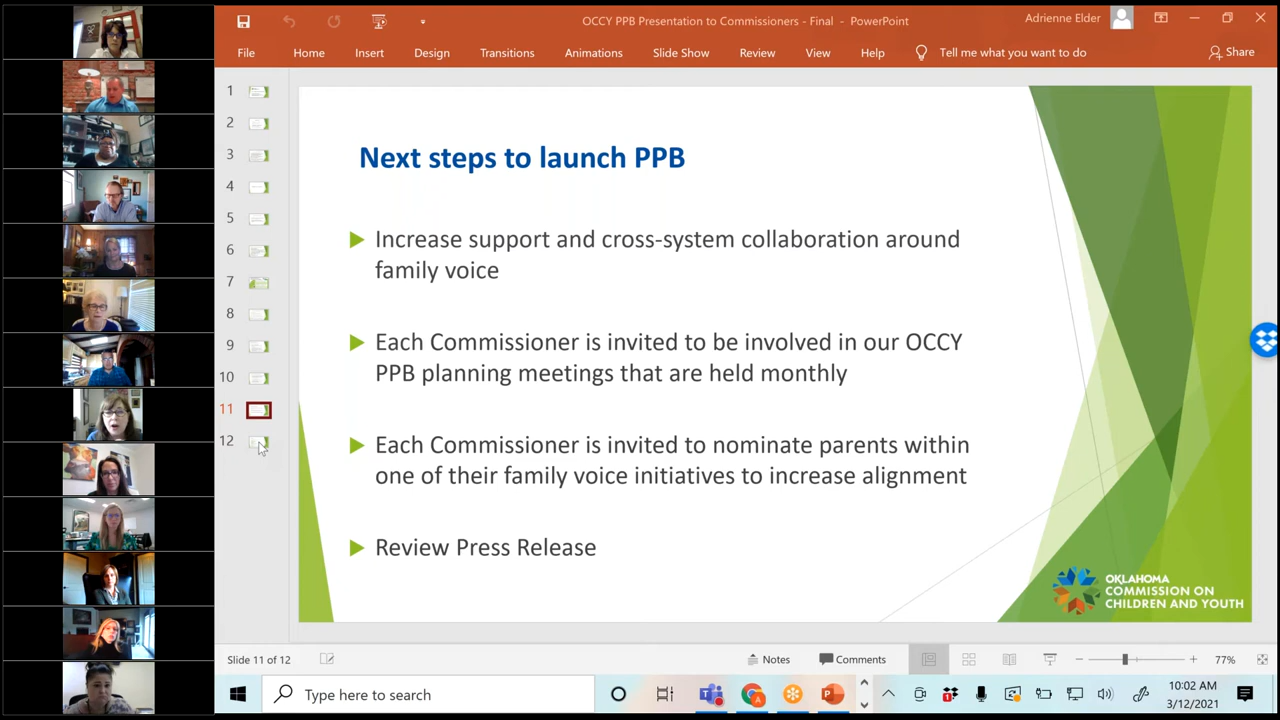 OCCY PPB Presentation to Commissioners - Final - PowerPoint
Adrienne Elder
File Home Insert Design Transitions Animations Slide Show Review View Help Tell me what you want to do Share
1
2
3
4
5
6
7
8
9
10
11
12
Next steps to launch PPB
Increase support and cross-system collaboration around
family voice
Each Commissioner is invited to be involved in our OCCY
PPB planning meetings that are held monthly
Each Commissioner is invited to nominate parents within
one of their family voice initiatives to increase alignment
Review Press Release
OKLAHOMA
COMMISSION ON
CHILDREN AND YOUTH
Slide 11 of 12 Notes Comments 77%
Type here to search
10:02 AM
3/12/2021